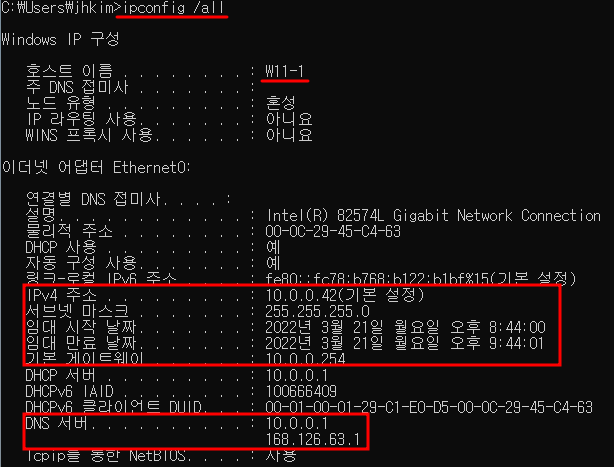 C:\Users\jhkim>ipconfig /all
Windows IP 구성
호스트 이름 . . . . . . . . : W11-1
주 DNS 접미사 . . . . . . . :
노드 유형 . . . . . . . . . : 혼성
IP 라우팅 사용. . . . . . . : 아니요
WINS 프록시 사용. . . . . . : 아니요
이더넷 어댑터 Ethernet0:
연결별 DNS 접미사. . . . :
설명. . . . . . . . . . . . : Intel(R) 82574L Gigabit Network Connection
물리적 주소 . . . . . . . . : 00-0C-29-45-C4-63
DHCP 사용 . . . . . . . . . : 예
자동 구성 사용. . . . . . . : 예
링크-로컬 IPv6 주소 . . . . : fe80::fc78:b768:b122:b1bf%15(기본 설정)
IPv4 주소 . . . . . . . . . : 10.0.0.42(기본 설정)
서브넷 마스크 . . . . . . . : 255.255.255.0
임대 시작 날짜. . . . . . . : 2022년 3월 21일 월요일 오후 8:44:00
임대 만료 날짜. . . . . . . : 2022년 3월 21일 월요일 오후 9:44:01
기본 게이트웨이 . . . . . . : 10.0.0.254
DHCP 서버 . . . . . . . . . : 10.0.0.1
DHCPv6 IAID . . . . . . . . : 100666409
DHCPv6 클라이언트 DUID. . . : 00-01-00-01-29-C1-E0-D5-00-0C-29-45-C4-63
DNS 서버. . . . . . . . . . : 10.0.0.1
168.126.63.1
Tcpip를 통한 NetBIOS. . . . : 사용